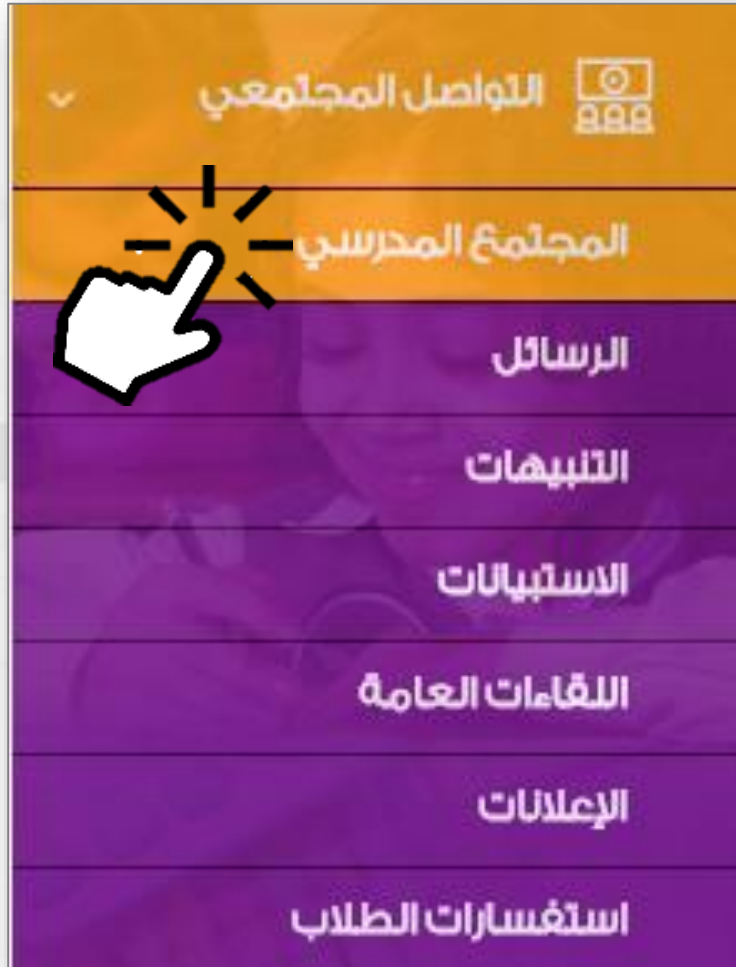 التواصل المجتمعي
المجتمع المدرسي
الرسائل
التنبيهات
الاستبيانات
اللقاءات العامة
الإعلانات
استفسارات الطلاب